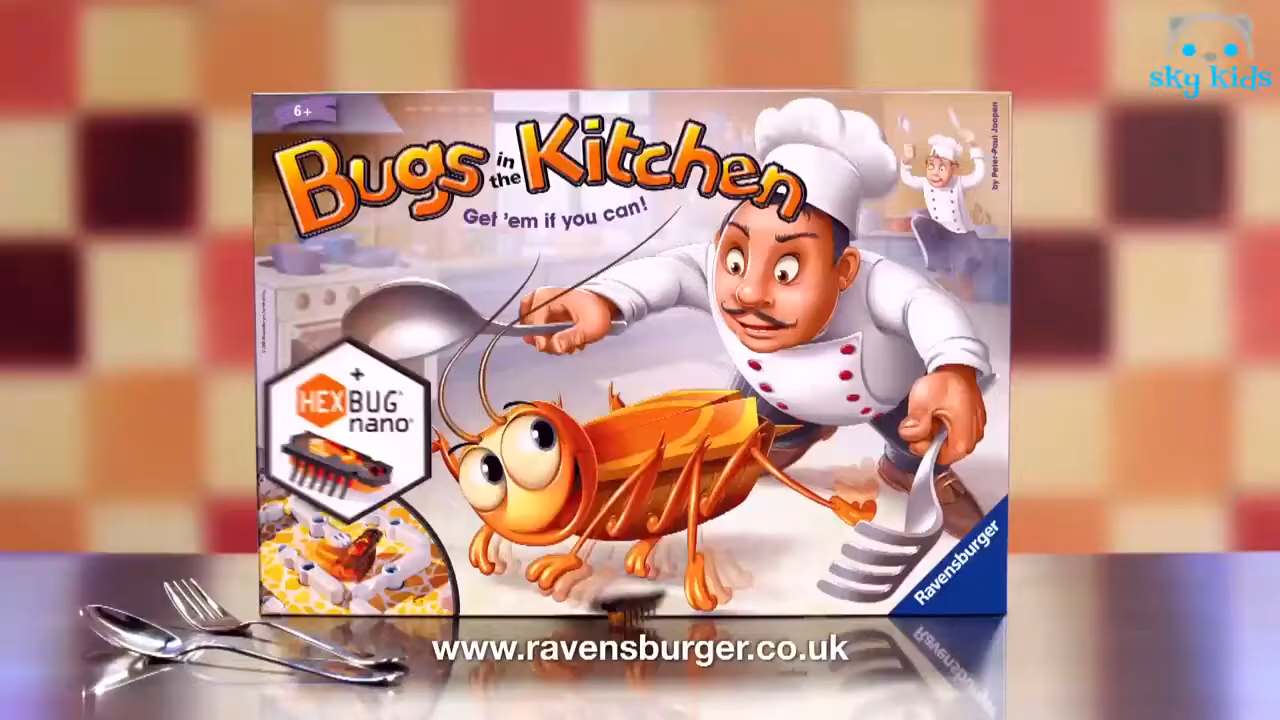 sky kids
6+
Bugs in the Kitchen
Get 'em if you can!
by Peter-Paul Joopen
+
HEXBUG®
nano®
Ravensburger
www.ravensburger.co.uk